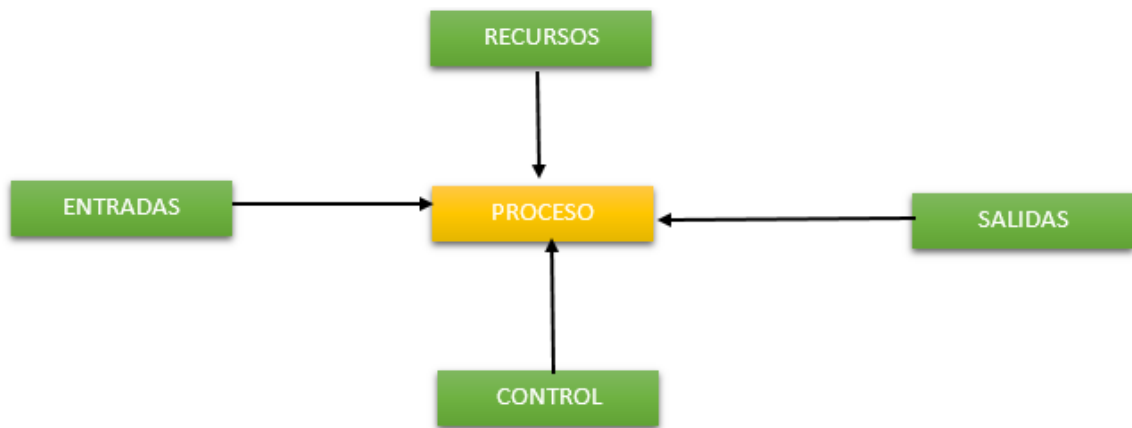 RECURSOS
ENTRADAS
PROCESO
SALIDAS
CONTROL